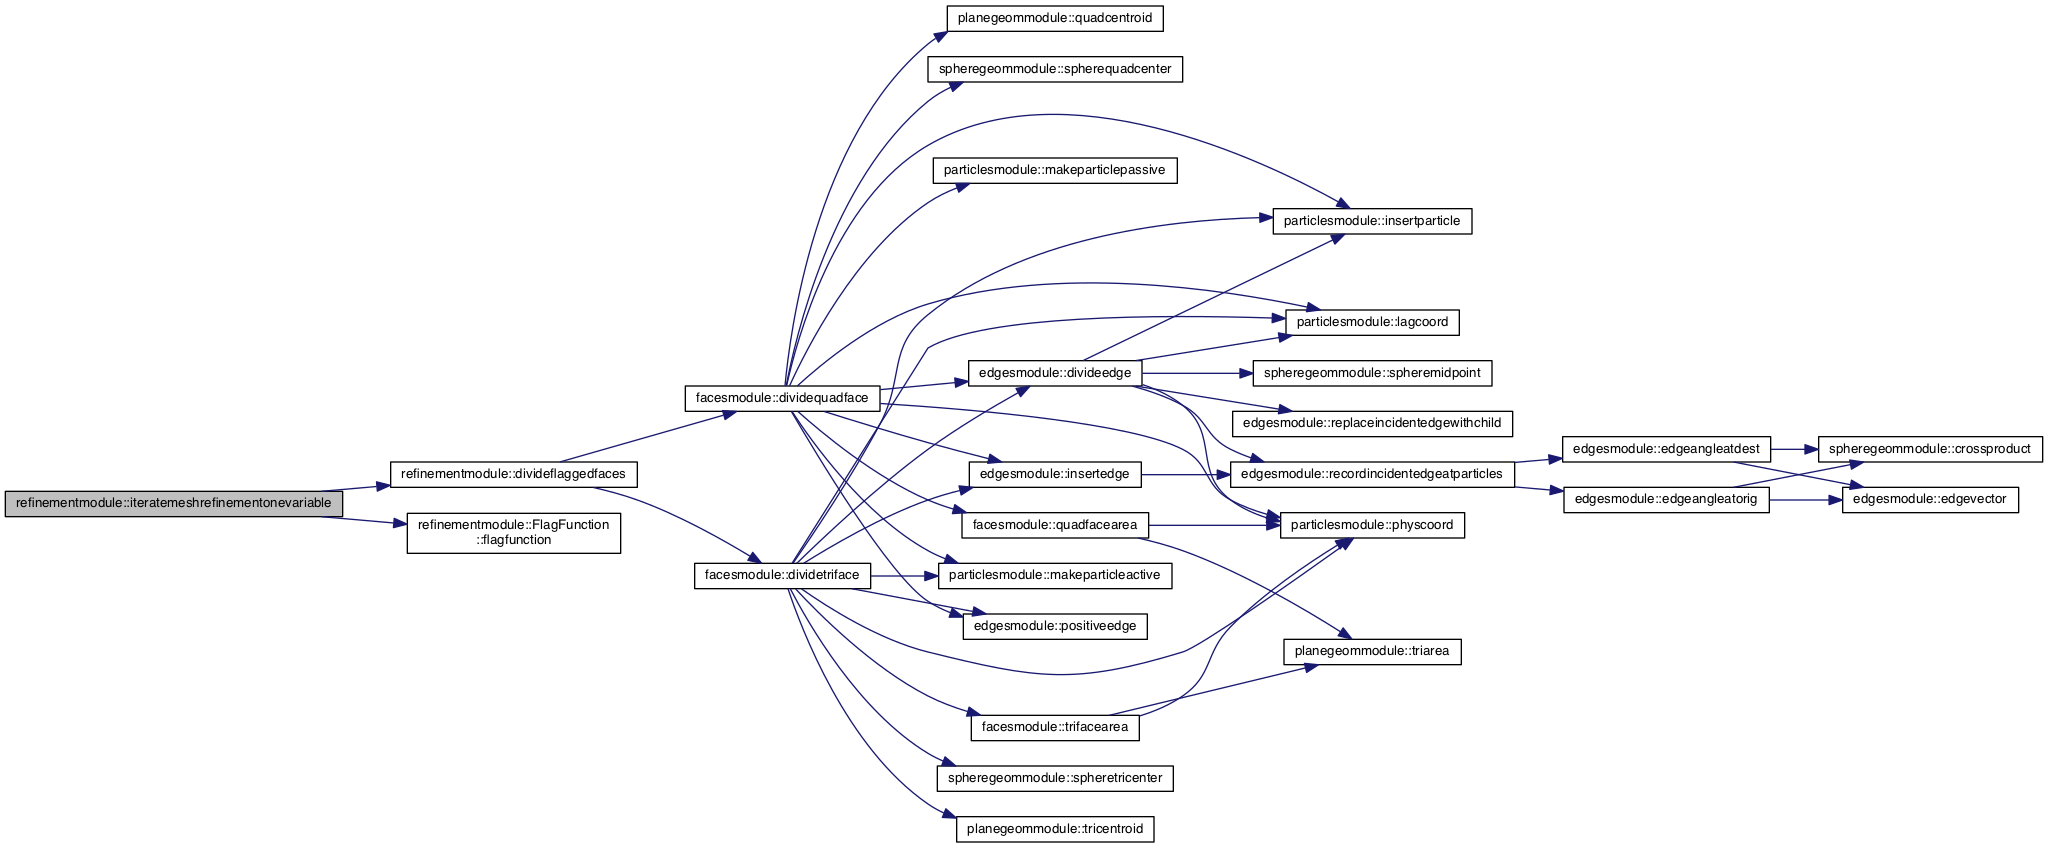 planegeommodule::quadcentroid
spheregeommodule::spherequadcenter
particlesmodule::makeparticlepassive
particlesmodule::insertparticle
particlesmodule::lagcoord
edgesmodule::divideedge
spheregeommodule::spheremidpoint
facesmodule::dividequadface
edgesmodule::replaceincidentedgewithchild
edgesmodule::edgeangleatdest
spheregeommodule::crossproduct
refinementmodule::divideflaggedfaces
edgesmodule::insertedge
edgesmodule::recordincidentedgeatparticles
refinementmodule::iteratemeshrefinementonevariable
edgesmodule::edgeangleatorig
edgesmodule::edgevector
refinementmodule::FlagFunction
::flagfunction
facesmodule::quadfacearea
particlesmodule::physcoord
facesmodule::dividetriface
particlesmodule::makeparticleactive
edgesmodule::positiveedge
planegeommodule::triarea
facesmodule::trifacearea
spheregeommodule::spheretricenter
planegeommodule::tricentroid